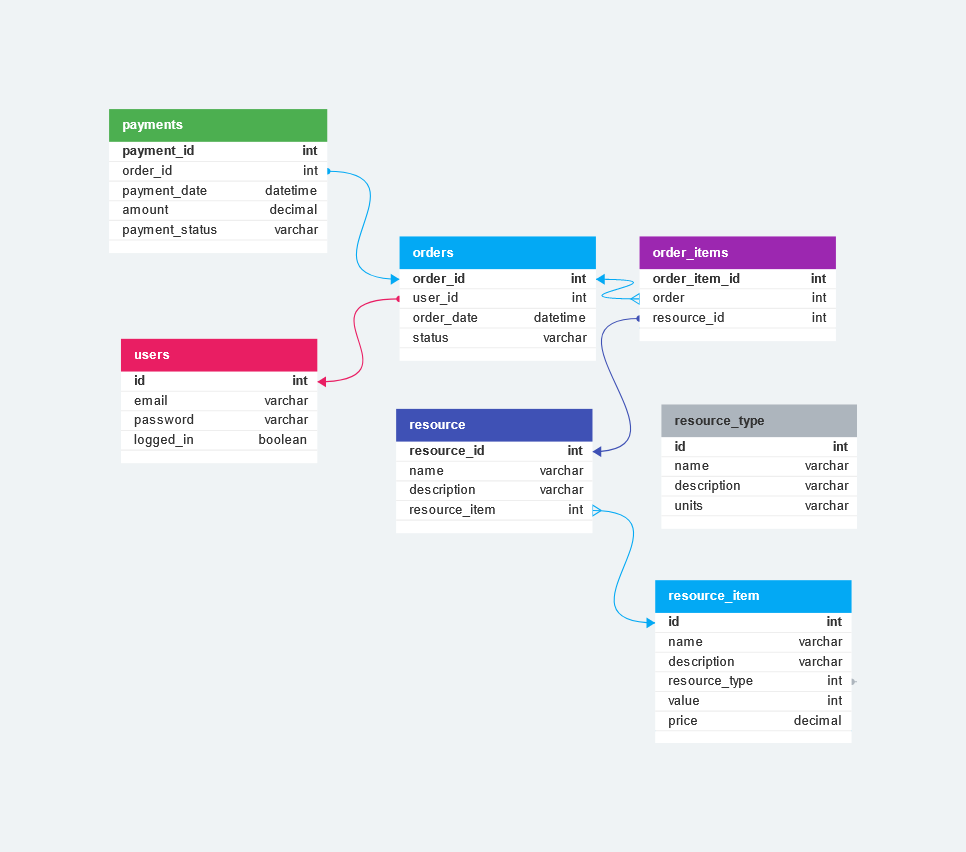 payments
payment_id int
order_id int
payment_date datetime
amount decimal
payment_status varchar
orders
order_id int
user_id int
order_date datetime
status varchar
order_items
order_item_id int
order int
resource_id int
users
id int
email varchar
password varchar
logged_in boolean
resource
resource_id int
name varchar
description varchar
resource_item int
resource_type
id int
name varchar
description varchar
units varchar
resource_item
id int
name varchar
description varchar
resource_type int
value int
price decimal